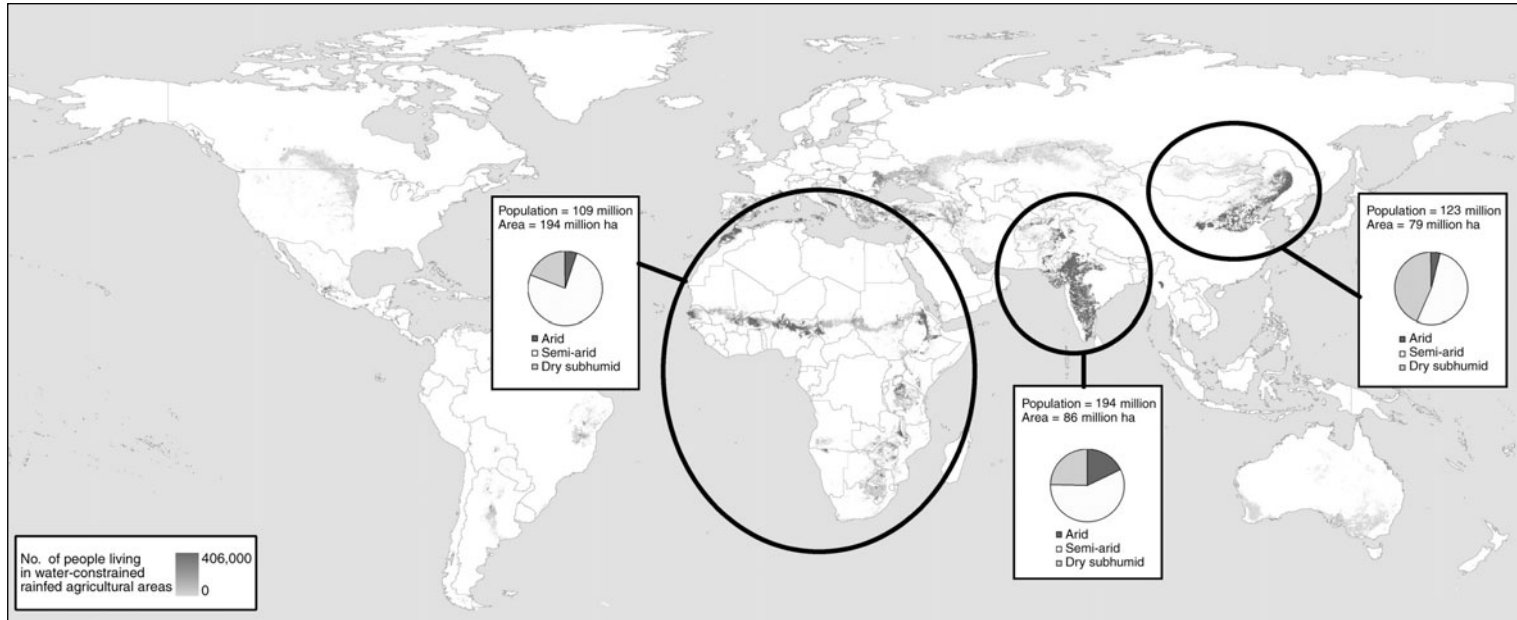 Population = 109 million
Area = 194 million ha
Arid
Semi-arid
Dry subhumid
Population = 194 million
Area = 86 million ha
Arid
Semi-arid
Dry subhumid
Population = 123 million
Area = 79 million ha
Arid
Semi-arid
Dry subhumid
No. of people living
in water-constrained
rainfed agricultural areas
406,000
0